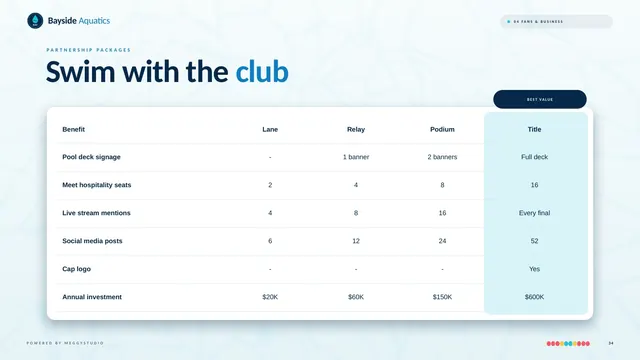 Bayside Aquatics
04 FANS & BUSINESS
PARTNERSHIP PACKAGES
Swim with the club
BEST VALUE
Benefit Lane Relay Podium Title
Pool deck signage - 1 banner 2 banners Full deck
Meet hospitality seats 2 4 8 16
Live stream mentions 4 8 16 Every final
Social media posts 6 12 24 52
Cap logo - - - Yes
Annual investment $20K $60K $150K $600K
POWERED BY MEGGYSTUDIO
34